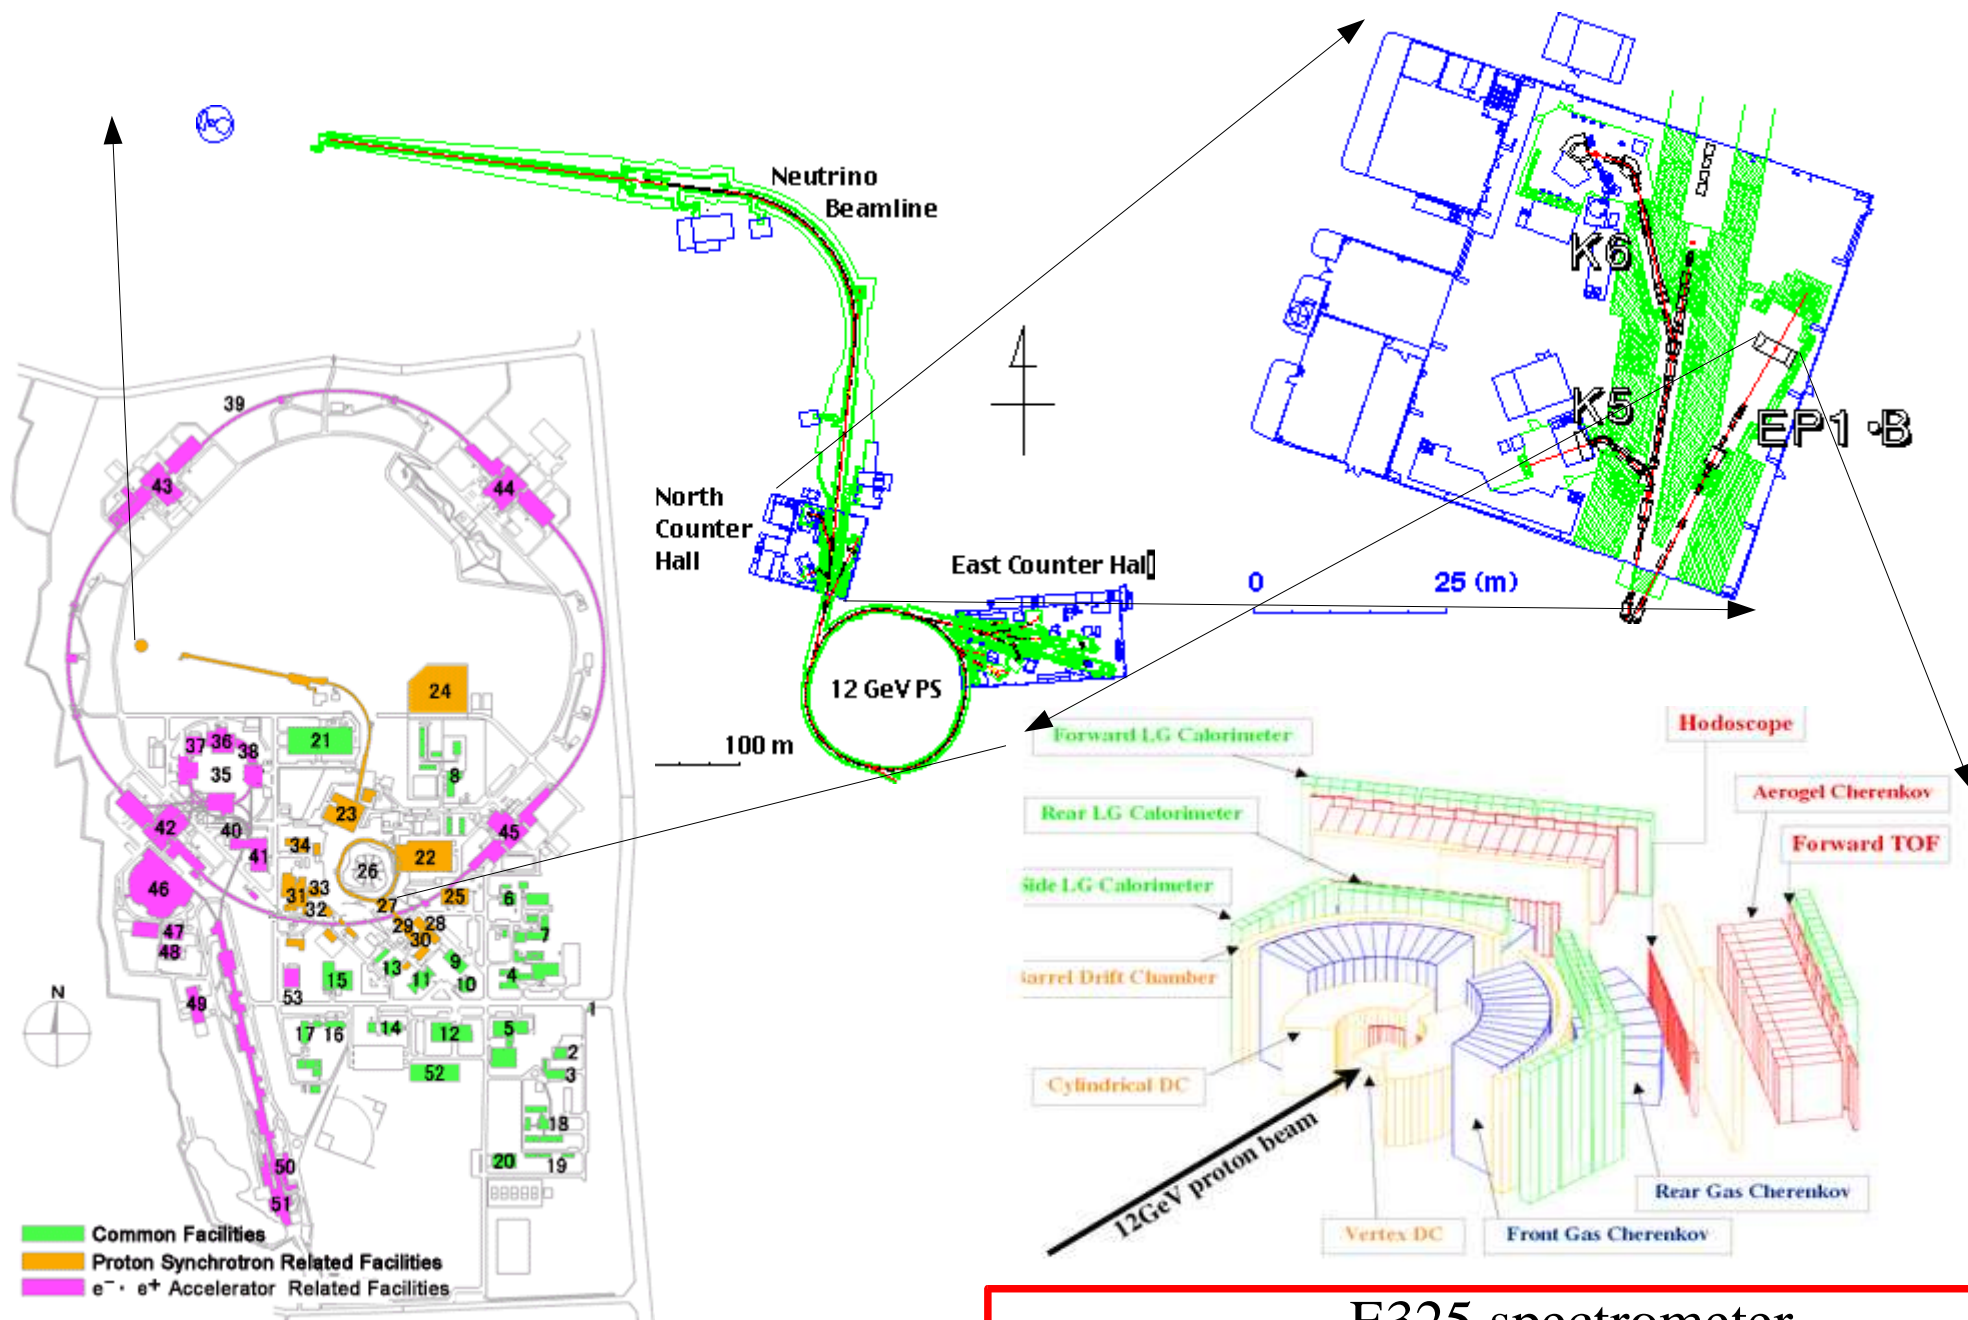 Neutrino
Beamline
North
Counter
Hall
East Counter Hal
12 GeV PS
100 m
K6
K5
EP1 ·B
0 25 (m)
39
43
44
24
21
37
36
38
35
8
23
42
40
41
34
26
22
45
46
31
33
32
27
25
6
29
28
30
7
47
48
13
9
15
11
10
4
53
49
1
17
16
14
12
5
2
3
52
18
20
19
50
51
N
Common Facilities
Proton Synchrotron Related Facilities
e⁻· e⁺ Accelerator Related Facilities
Forward LG Calorimeter
Hodoscope
Rear LG Calorimeter
Aerogel Cherenkov
Forward TOF
Side LG Calorimeter
Barrel Drift Chamber
Cylindrical DC
12GeV proton beam
Vertex DC
Front Gas Cherenkov
Rear Gas Cherenkov
E325 spectrometer